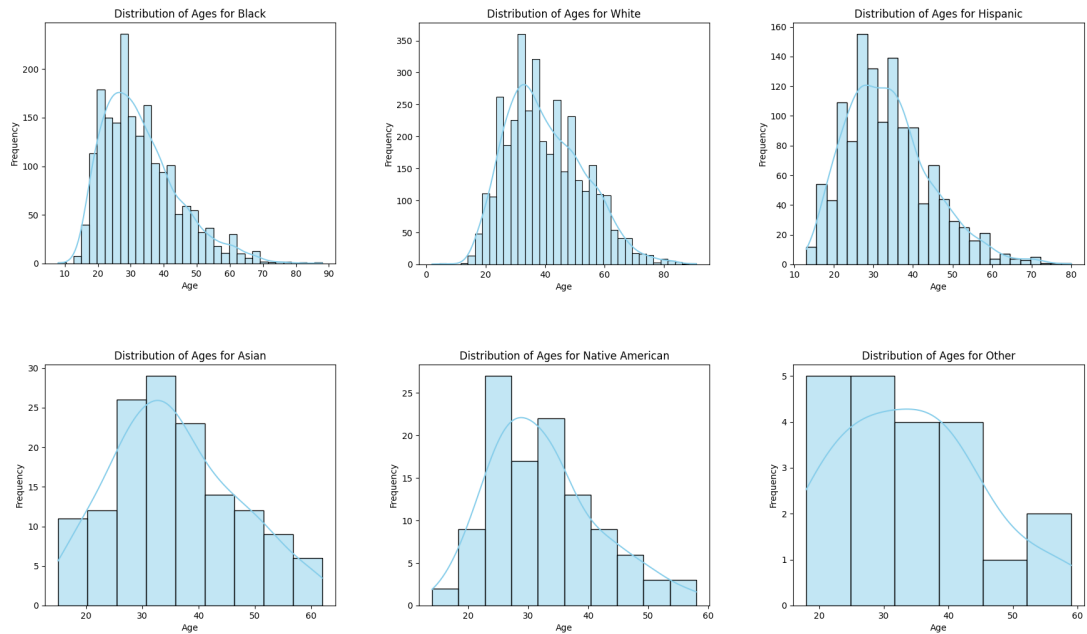 Distribution of Ages for Black
Frequency
200
150
100
50
0
10 20 30 40 50 60 70 80 90
Age
Distribution of Ages for White
Frequency
350
300
250
200
150
100
50
0
0 20 40 60 80
Age
Distribution of Ages for Hispanic
Frequency
160
140
120
100
80
60
40
20
0
10 20 30 40 50 60 70 80
Age
Distribution of Ages for Asian
Frequency
30
25
20
15
10
5
0
20 30 40 50 60
Age
Distribution of Ages for Native American
Frequency
25
20
15
10
5
0
20 30 40 50 60
Age
Distribution of Ages for Other
Frequency
5
4
3
2
1
0
20 30 40 50 60
Age